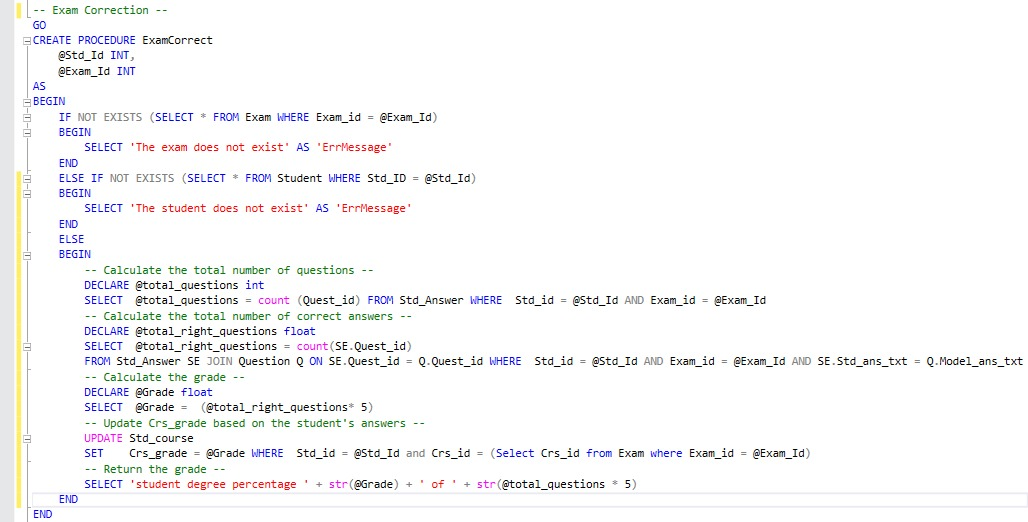 -- Exam Correction --
GO
CREATE PROCEDURE ExamCorrect
    @Std_Id INT,
    @Exam_Id INT
AS
BEGIN
    IF NOT EXISTS (SELECT * FROM Exam WHERE Exam_id = @Exam_Id)
    BEGIN
        SELECT 'The exam does not exist' AS 'ErrMessage'
    END
    ELSE IF NOT EXISTS (SELECT * FROM Student WHERE Std_ID = @Std_Id)
    BEGIN
        SELECT 'The student does not exist' AS 'ErrMessage'
    END
    ELSE
    BEGIN
        -- Calculate the total number of questions --
        DECLARE @total_questions int
        SELECT  @total_questions = count (Quest_id) FROM Std_Answer WHERE  Std_id = @Std_Id AND Exam_id = @Exam_Id
        -- Calculate the total number of correct answers --
        DECLARE @total_right_questions float
        SELECT  @total_right_questions = count(SE.Quest_id)
        FROM Std_Answer SE JOIN Question Q ON SE.Quest_id = Q.Quest_id WHERE  Std_id = @Std_Id AND Exam_id = @Exam_Id AND SE.Std_ans_txt = Q.Model_ans_txt
        -- Calculate the grade --
        DECLARE @Grade float
        SELECT  @Grade =  (@total_right_questions* 5)
        -- Update Crs_grade based on the student's answers --
        UPDATE Std_course
        SET    Crs_grade = @Grade WHERE  Std_id = @Std_Id and Crs_id = (Select Crs_id from Exam where Exam_id = @Exam_Id)
        -- Return the grade --
        SELECT 'student degree percentage ' + str(@Grade) + ' of ' + str(@total_questions * 5)
    END
END